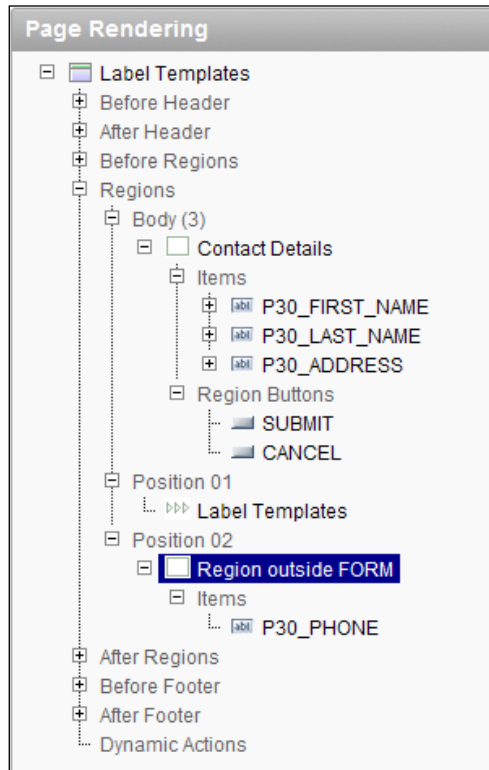 Page Rendering
Label Templates
Before Header
After Header
Before Regions
Regions
Body (3)
Contact Details
Items
P30_FIRST_NAME
P30_LAST_NAME
P30_ADDRESS
Region Buttons
SUBMIT
CANCEL
Position 01
Label Templates
Position 02
Region outside FORM
Items
P30_PHONE
After Regions
Before Footer
After Footer
Dynamic Actions